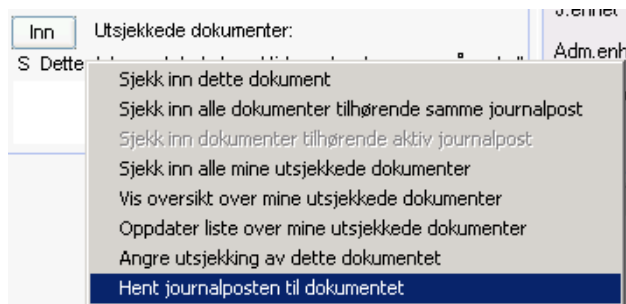 Inn Utsjekkede dokumenter:
Adm.enh
S Dette
Sjekk inn dette dokument
Sjekk inn alle dokumenter tilhørende samme journalpost
Sjekk inn dokumenter tilhørende aktiv journalpost
Sjekk inn alle mine utsjekkede dokumenter
Vis oversikt over mine utsjekkede dokumenter
Oppdater liste over mine utsjekkede dokumenter
Angre utsjekking av dette dokumentet
Hent journalposten til dokumentet